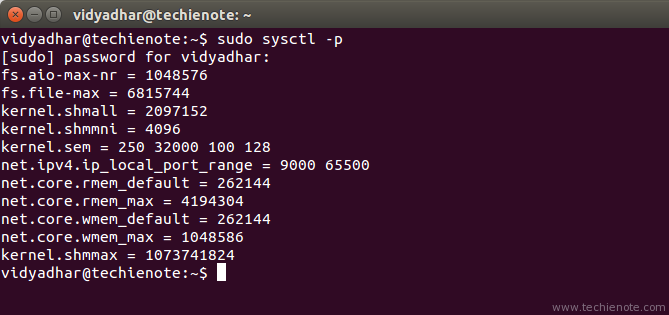 vidyadhar@techienote: ~
vidyadhar@techienote:~$ sudo sysctl -p
[sudo] password for vidyadhar:
fs.aio-max-nr = 1048576
fs.file-max = 6815744
kernel.shmall = 2097152
kernel.shmmni = 4096
kernel.sem = 250 32000 100 128
net.ipv4.ip_local_port_range = 9000 65500
net.core.rmem_default = 262144
net.core.rmem_max = 4194304
net.core.wmem_default = 262144
net.core.wmem_max = 1048586
kernel.shmmax = 1073741824
vidyadhar@techienote:~$
www.techienote.com